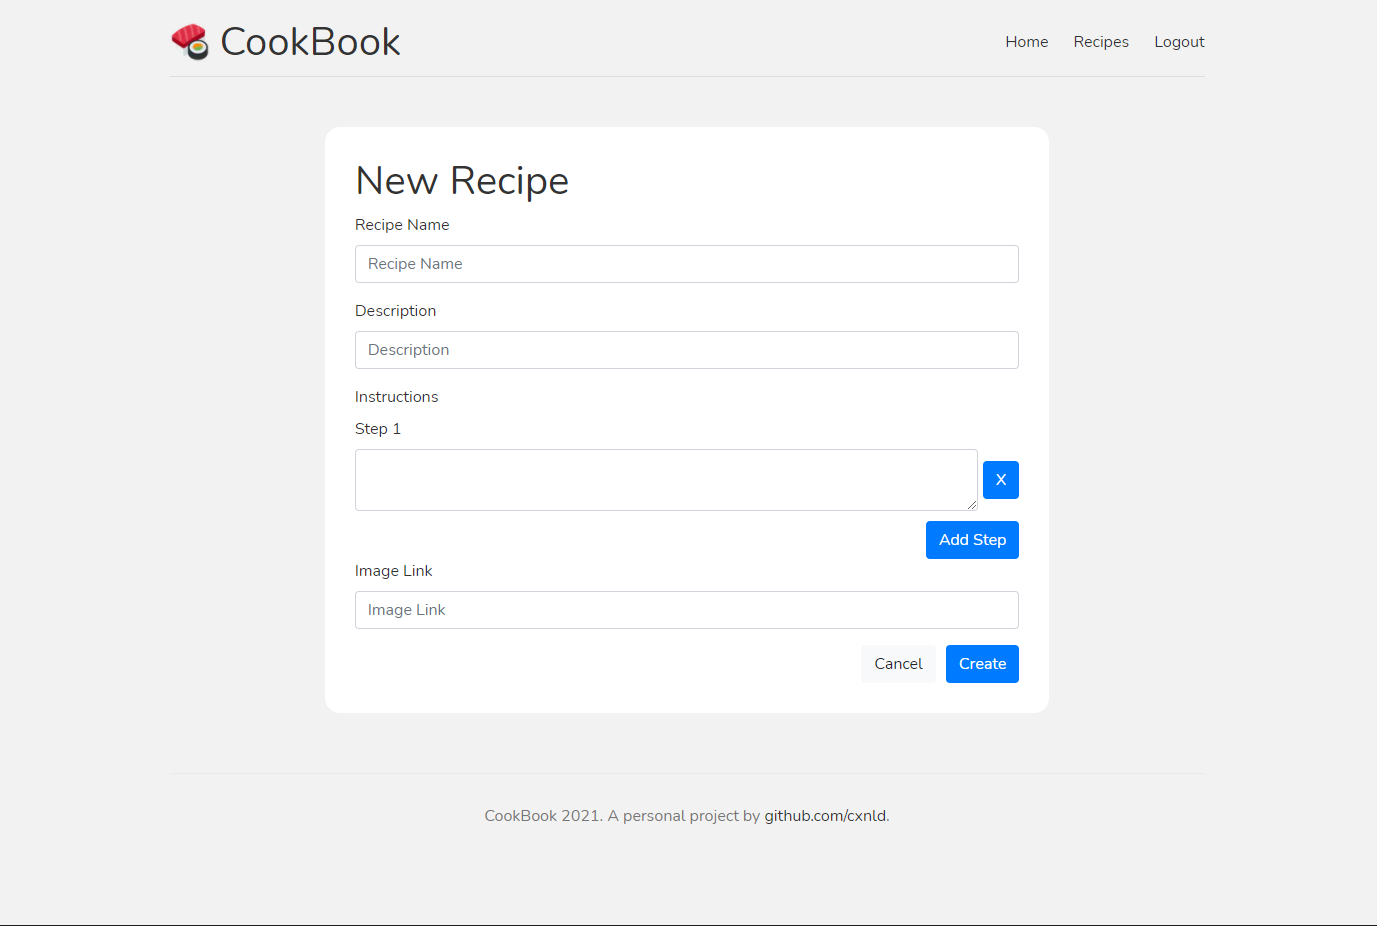 CookBook
Home Recipes Logout
New Recipe
Recipe Name
Recipe Name
Description
Description
Instructions
Step 1
X
Add Step
Image Link
Image Link
Cancel Create
CookBook 2021. A personal project by github.com/cxnld.